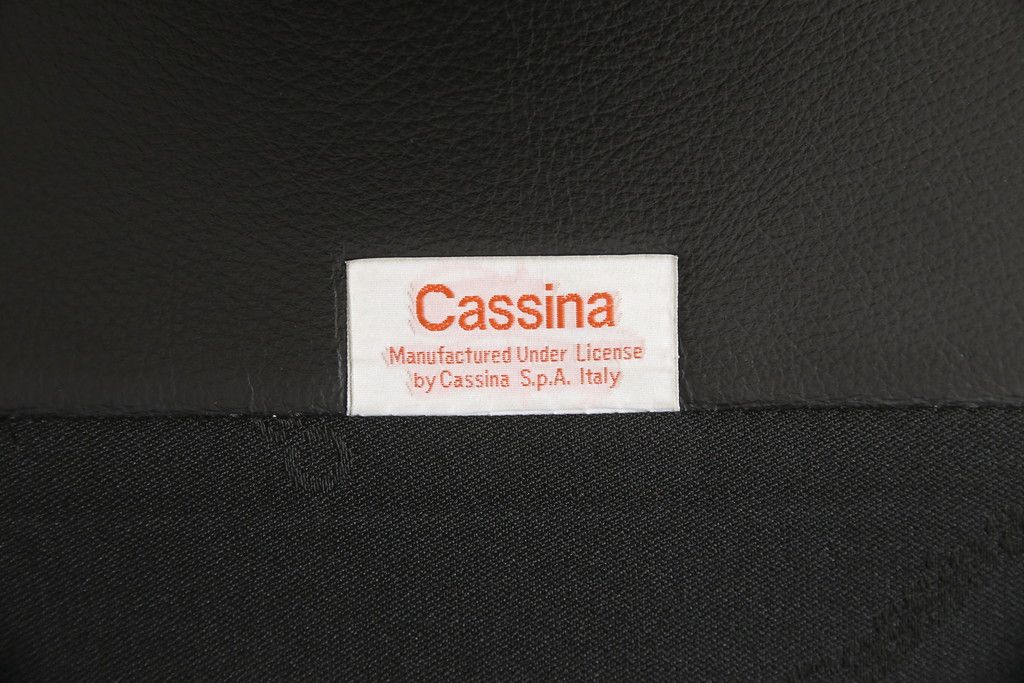 Cassina
Manufactured Under License
by Cassina S.p.A. Italy